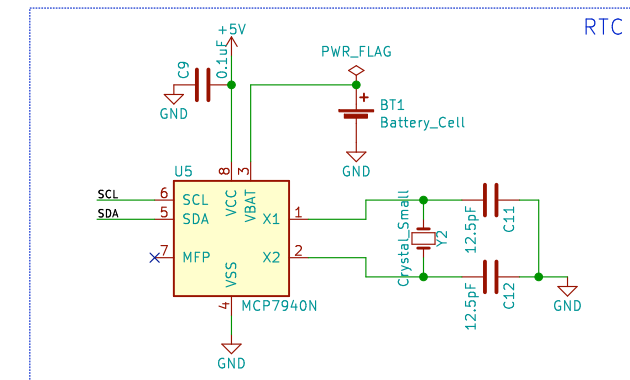 RTC
+5V
C9
0.1uF
PWR_FLAG
GND
BT1
Battery_Cell
GND
U5
8
3
SCL
6
SCL
VCC
VBAT
X1
1
SDA
5
SDA
7
MFP
X2
2
VSS
4
MCP7940N
GND
Crystal_Small
Y2
12.5pF
C11
12.5pF
C12
GND